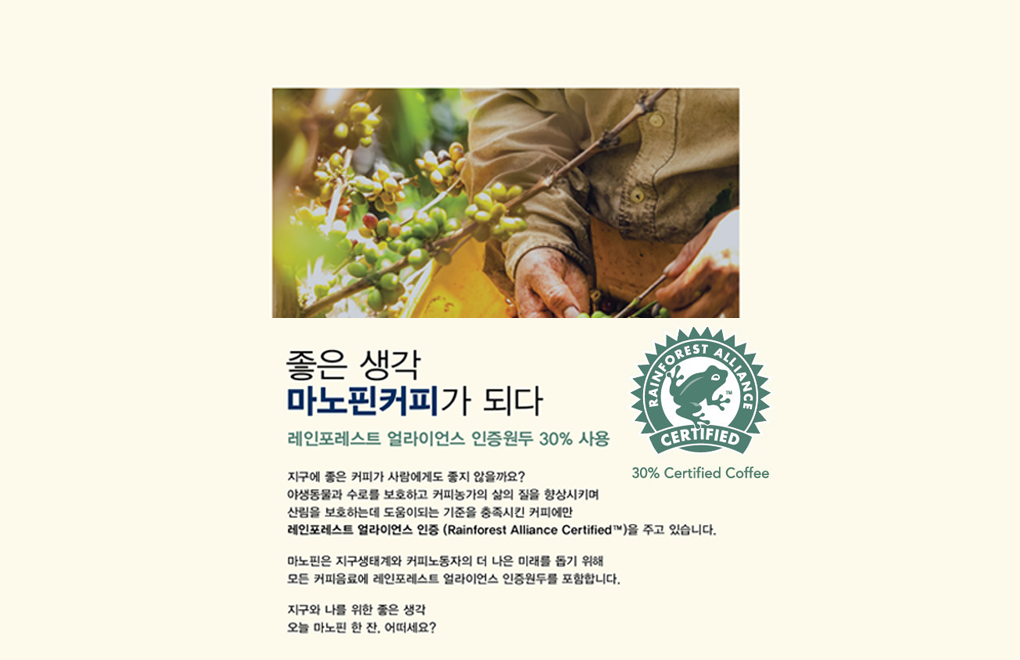 좋은 생각
마노핀커피가 되다
레인포레스트 얼라이언스 인증원두 30% 사용
RAINFOREST ALLIANCE
TM
CERTIFIED
30% Certified Coffee
지구에 좋은 커피가 사람에게도 좋지 않을까요?
야생동물과 수로를 보호하고 커피농가의 삶의 질을 향상시키며
산림을 보호하는데 도움이되는 기준을 충족시킨 커피에만
레인포레스트 얼라이언스 인증 (Rainforest Alliance Certified™)을 주고 있습니다.
마노핀은 지구생태계와 커피노동자의 더 나은 미래를 돕기 위해
모든 커피음료에 레인포레스트 얼라이언스 인증원두를 포함합니다.
지구와 나를 위한 좋은 생각
오늘 마노핀 한 잔, 어떠세요?